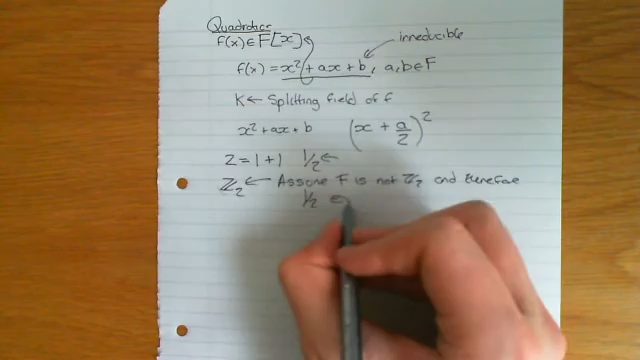 Quadratics
f(x) ∈ F[x]
irreducible
f(x) = x² + ax + b, a, b ∈ F
K ← Splitting field of f
x² + ax + b (x + a/2)²
2 = 1 + 1 1/2 ←
ℤ₂ ← Assume F is not ℤ₂ and therefore
1/2 ∈